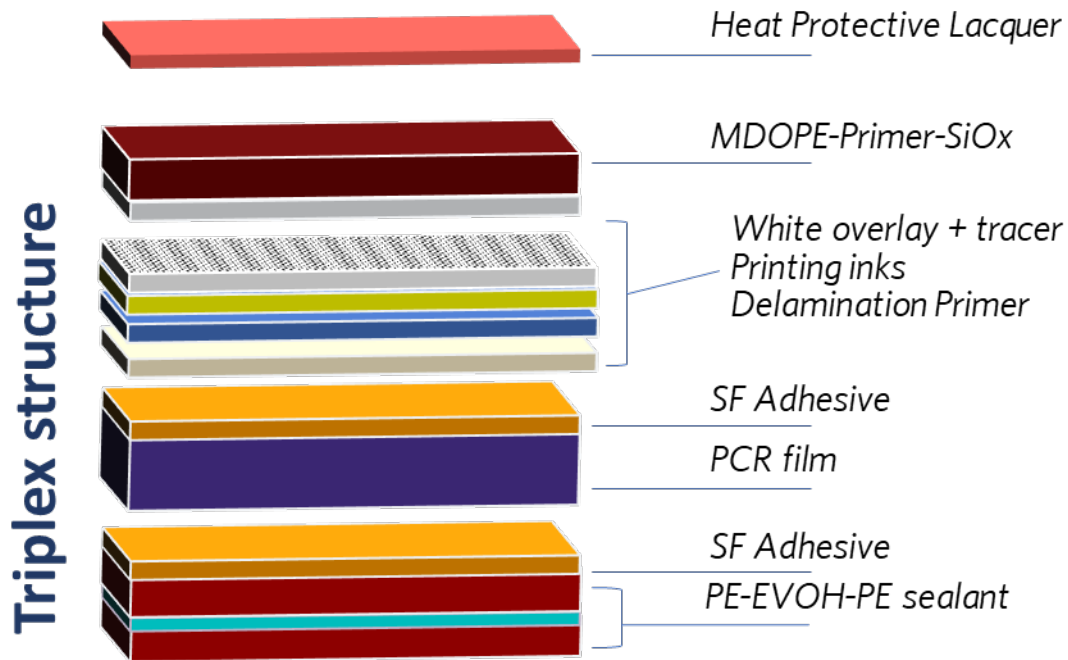 Triplex structure
Heat Protective Lacquer
MDOPE-Primer-SiOx
White overlay + tracer
Printing inks
Delamination Primer
SF Adhesive
PCR film
SF Adhesive
PE-EVOH-PE sealant